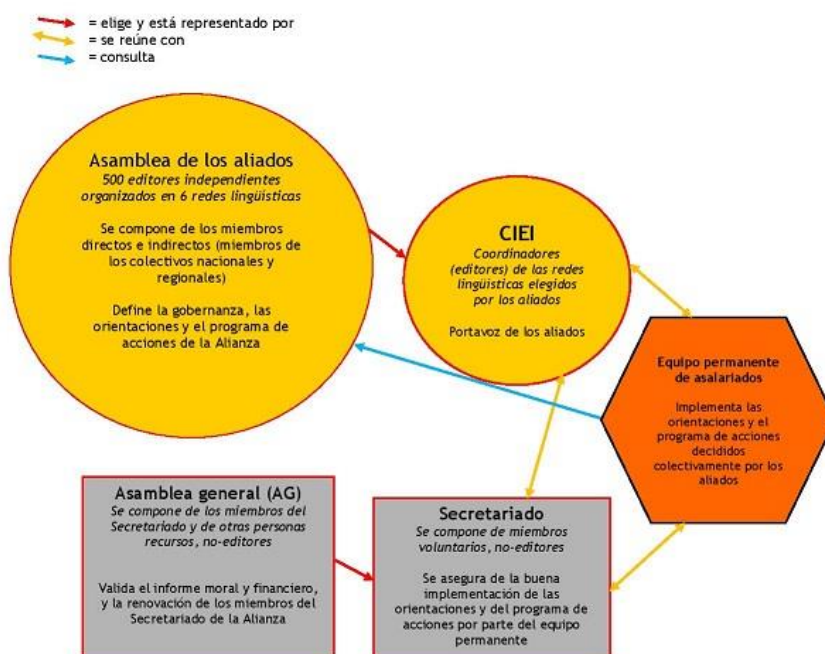 = elige y está representado por
= se reúne con
= consulta
Asamblea de los aliados
500 editores independientes
organizados en 6 redes lingüísticas
Se compone de los miembros
directos e indirectos (miembros de
los colectivos nacionales y
regionales)
Define la gobernanza, las
orientaciones y el programa de
acciones de la Alianza
CIEI
Coordinadores
(editores) de las redes
lingüísticas elegidos
por los aliados
Portavoz de los aliados
Equipo permanente
de asalariados
Implementa las
orientaciones y el
programa de acciones
decididos
colectivamente por los
aliados
Asamblea general (AG)
Se compone de los miembros del
Secretariado y de otras personas
recursos, no-editores
Valida el informe moral y financiero,
y la renovación de los miembros del
Secretariado de la Alianza
Secretariado
Se compone de miembros
voluntarios, no-editores
Se asegura de la buena
implementación de las
orientaciones y del programa de
acciones por parte del equipo
permanente